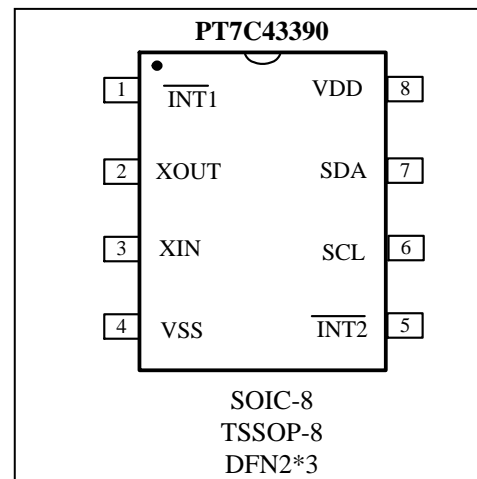 PT7C43390
1 INT1 VDD 8
2 XOUT SDA 7
3 XIN SCL 6
4 VSS INT2 5
SOIC-8
TSSOP-8
DFN2*3